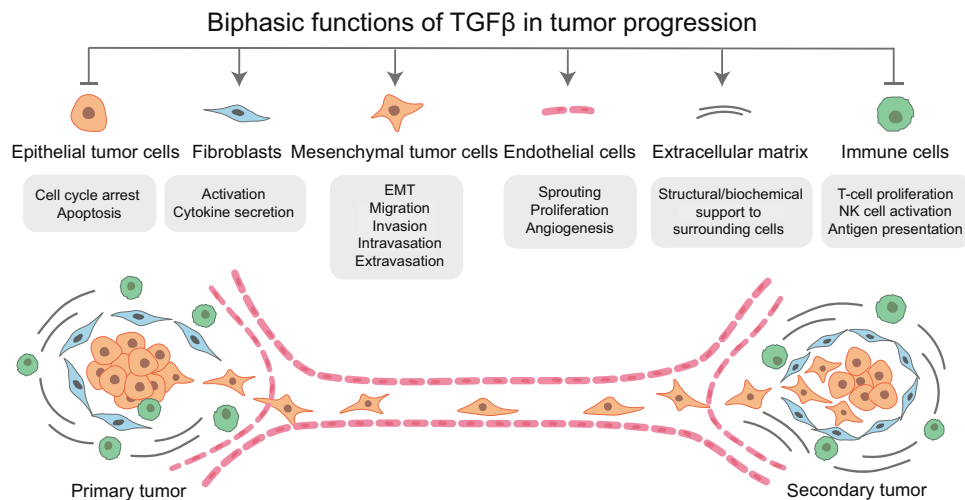 Biphasic functions of TGFβ in tumor progression
Epithelial tumor cells
Fibroblasts
Mesenchymal tumor cells
Endothelial cells
Extracellular matrix
Immune cells
Cell cycle arrest
Apoptosis
Activation
Cytokine secretion
EMT
Migration
Invasion
Intravasation
Extravasation
Sprouting
Proliferation
Angiogenesis
Structural/biochemical
support to
surrounding cells
T-cell proliferation
NK cell activation
Antigen presentation
Primary tumor
Secondary tumor